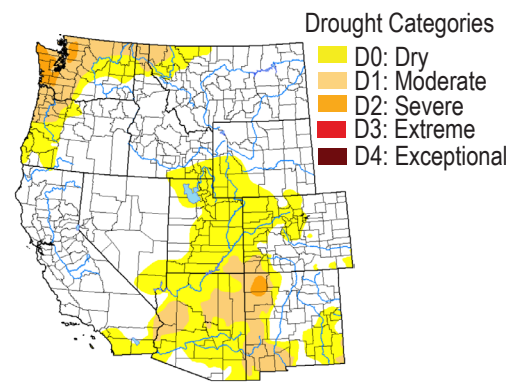 Drought Categories
D0: Dry
D1: Moderate
D2: Severe
D3: Extreme
D4: Exceptional